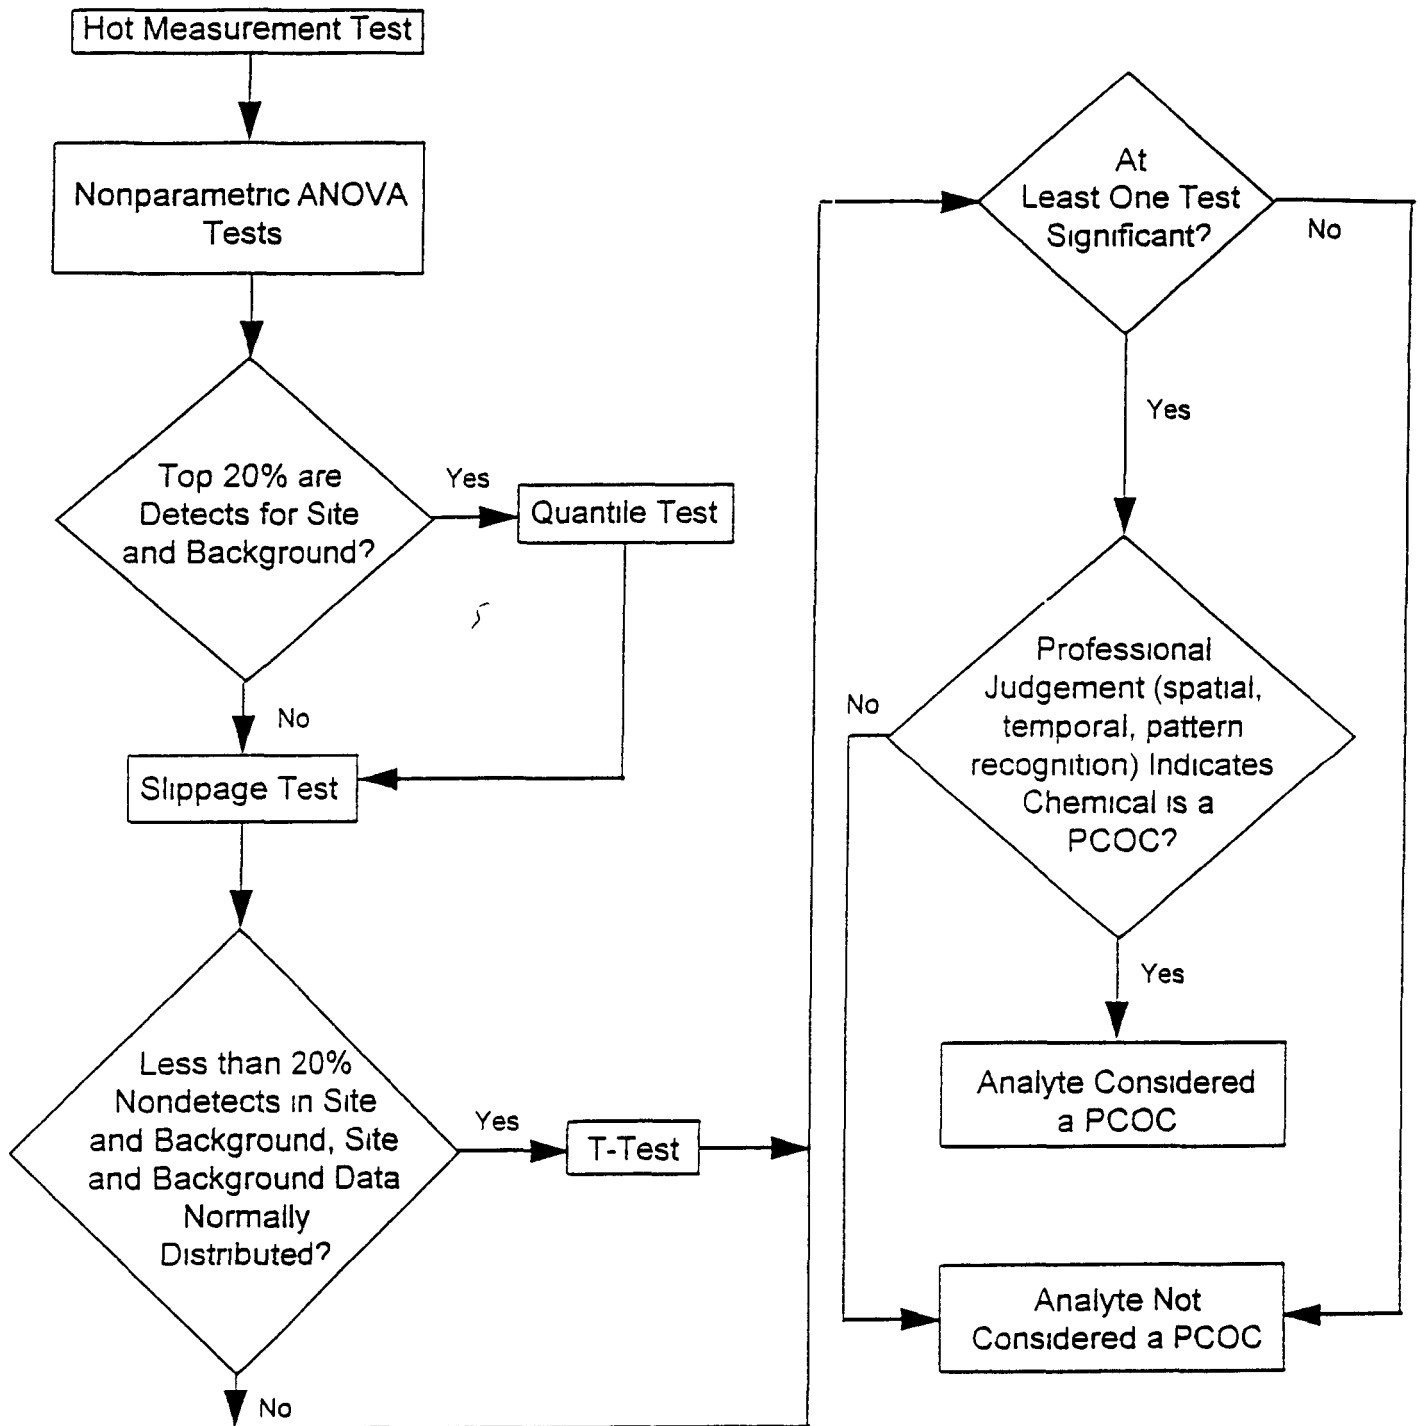 Hot Measurement Test
Nonparametric ANOVA
Tests
Top 20% are
Detects for Site
and Background?
Yes
Quantile Test
No
Slippage Test
Less than 20%
Nondetects in Site
and Background, Site
and Background Data
Normally
Distributed?
Yes
T-Test
No
At
Least One Test
Significant?
No
Yes
Professional
Judgement (spatial,
temporal, pattern
recognition) Indicates
Chemical is a
PCOC?
No
Yes
Analyte Considered
a PCOC
Analyte Not
Considered a PCOC